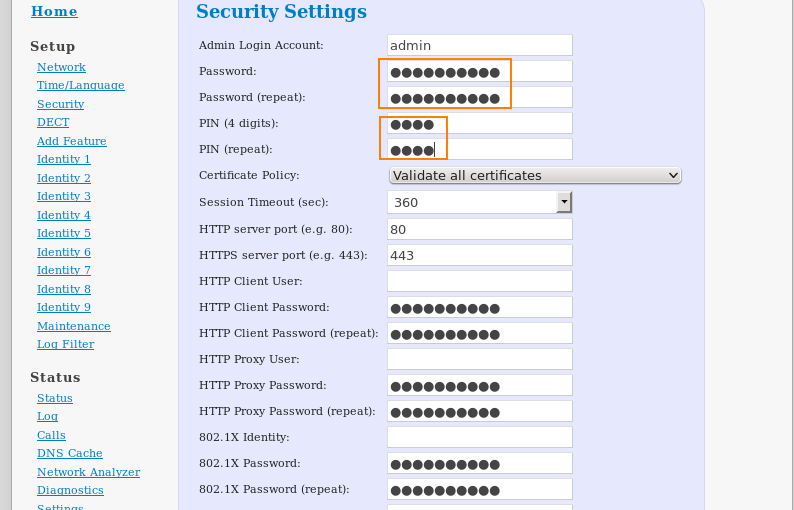 Home
Setup
Network
Time/Language
Security
DECT
Add Feature
Identity 1
Identity 2
Identity 3
Identity 4
Identity 5
Identity 6
Identity 7
Identity 8
Identity 9
Maintenance
Log Filter
Status
Status
Log
Calls
DNS Cache
Network Analyzer
Diagnostics
Settings
Security Settings
Admin Login Account: admin
Password: ●●●●●●●●●●
Password (repeat): ●●●●●●●●●●
PIN (4 digits): ●●●●
PIN (repeat): ●●●●
Certificate Policy: Validate all certificates
Session Timeout (sec): 360
HTTP server port (e.g. 80): 80
HTTPS server port (e.g. 443): 443
HTTP Client User:
HTTP Client Password: ●●●●●●●●●●
HTTP Client Password (repeat): ●●●●●●●●●●
HTTP Proxy User:
HTTP Proxy Password: ●●●●●●●●●●
HTTP Proxy Password (repeat): ●●●●●●●●●●
802.1X Identity:
802.1X Password: ●●●●●●●●●●
802.1X Password (repeat): ●●●●●●●●●●